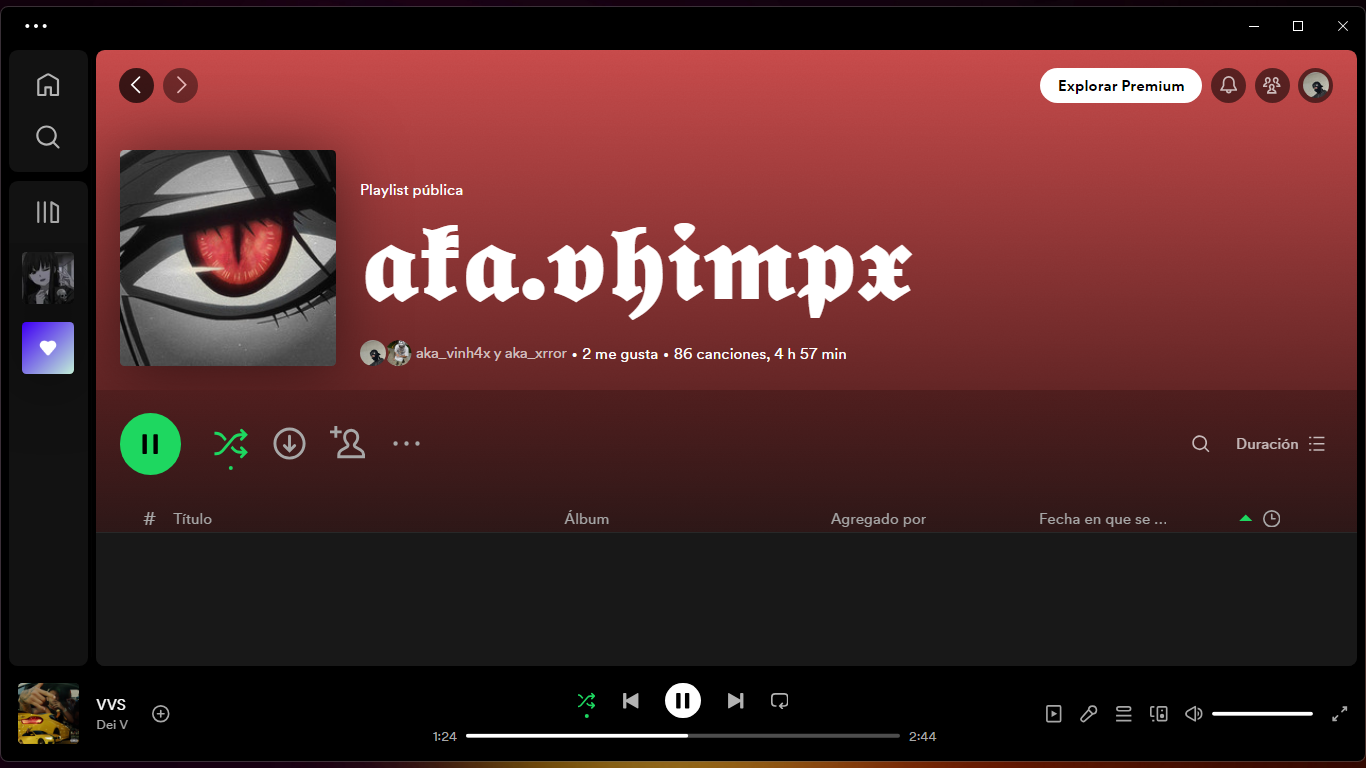 Explorar Premium
Playlist pública
aka.vhimpx
aka_vinh4x y aka_xrror • 2 me gusta • 86 canciones, 4 h 57 min
Duración
# Título Álbum Agregado por Fecha en que se ...
VVS
Dei V
1:24 2:44